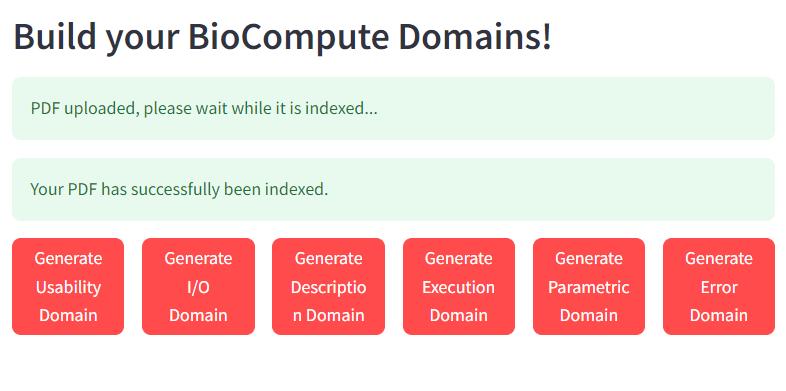 Build your BioCompute Domains!
PDF uploaded, please wait while it is indexed...
Your PDF has successfully been indexed.
Generate
Usability
Domain
Generate
I/O
Domain
Generate
Descriptio
n Domain
Generate
Execution
Domain
Generate
Parametric
Domain
Generate
Error
Domain